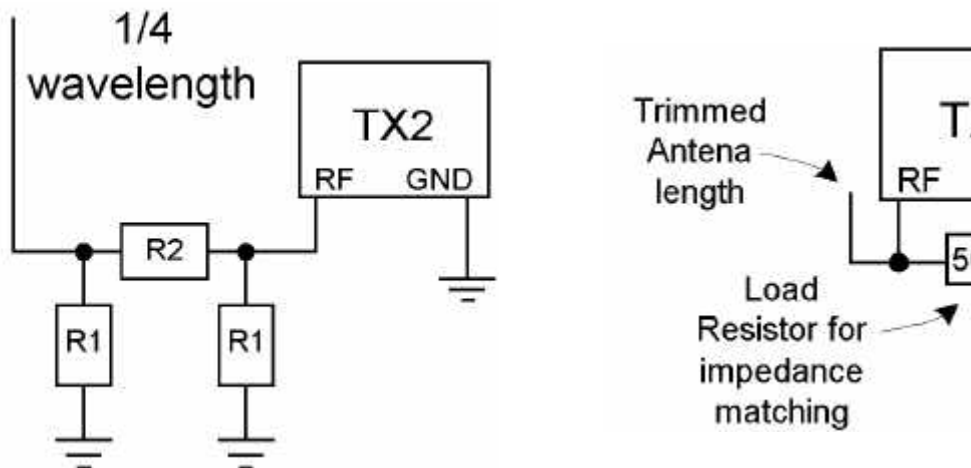 1/4
wavelength
TX2
RF GND
R2
R1
R1
Trimmed
Antena
length
RF
Load
Resistor for
impedance
matching